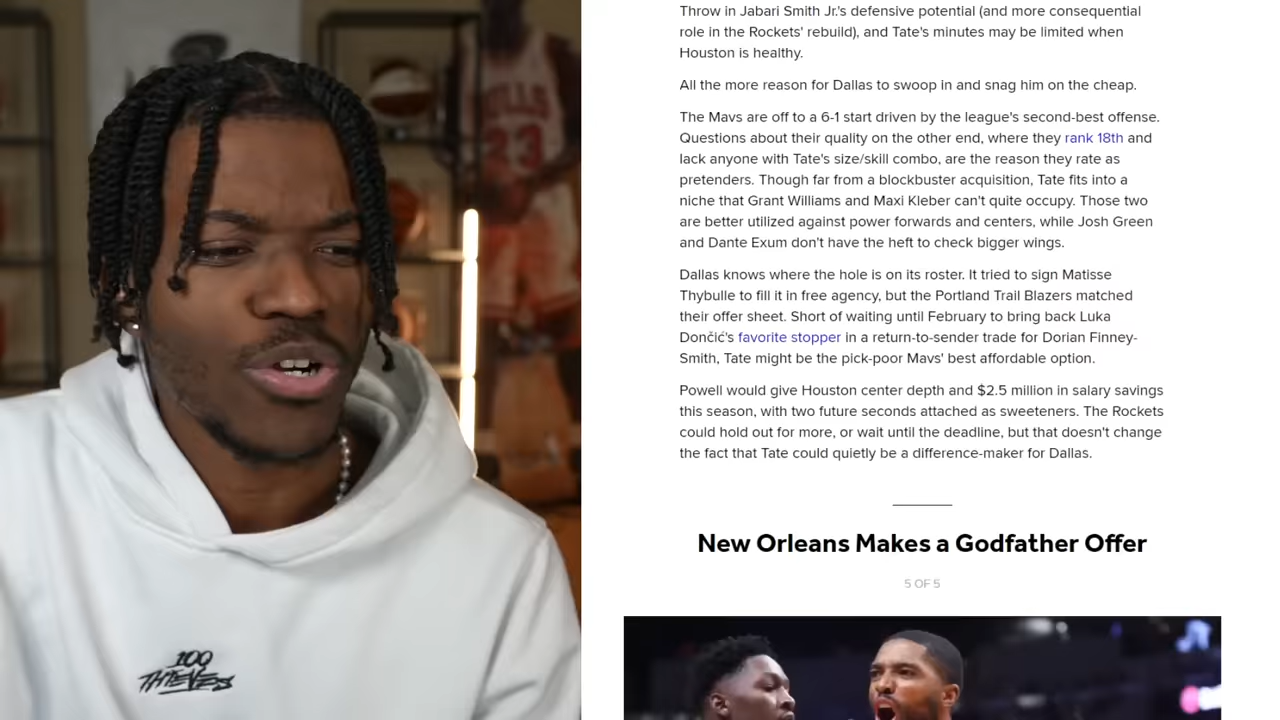 Throw in Jabari Smith Jr.'s defensive potential (and more consequential
role in the Rockets' rebuild), and Tate's minutes may be limited when
Houston is healthy.
All the more reason for Dallas to swoop in and snag him on the cheap.
The Mavs are off to a 6-1 start driven by the league's second-best offense.
Questions about their quality on the other end, where they rank 18th and
lack anyone with Tate's size/skill combo, are the reason they rate as
pretenders. Though far from a blockbuster acquisition, Tate fits into a
niche that Grant Williams and Maxi Kleber can't quite occupy. Those two
are better utilized against power forwards and centers, while Josh Green
and Dante Exum don't have the heft to check bigger wings.
Dallas knows where the hole is on its roster. It tried to sign Matisse
Thybulle to fill it in free agency, but the Portland Trail Blazers matched
their offer sheet. Short of waiting until February to bring back Luka
Dončić's favorite stopper in a return-to-sender trade for Dorian Finney-
Smith, Tate might be the pick-poor Mavs' best affordable option.
Powell would give Houston center depth and $2.5 million in salary savings
this season, with two future seconds attached as sweeteners. The Rockets
could hold out for more, or wait until the deadline, but that doesn't change
the fact that Tate could quietly be a difference-maker for Dallas.
New Orleans Makes a Godfather Offer
5 OF 5
BULLS
23
100
THIEVES